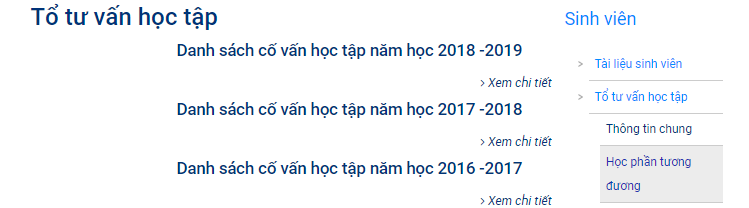 Tổ tư vấn học tập
Danh sách cố vấn học tập năm học 2018 -2019
> Xem chi tiết
Danh sách cố vấn học tập năm học 2017 -2018
> Xem chi tiết
Danh sách cố vấn học tập năm học 2016 -2017
> Xem chi tiết
Sinh viên
> Tài liệu sinh viên
> Tổ tư vấn học tập
Thông tin chung
Học phần tương
đương